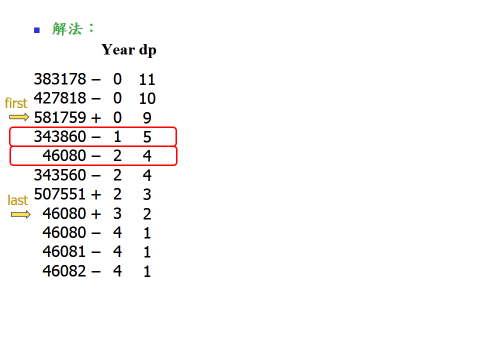 解法：
Year dp
383178 – 0 11
427818 – 0 10
first
581759 + 0 9
343860 – 1 5
46080 – 2 4
343560 – 2 4
507551 + 2 3
last
46080 + 3 2
46080 – 4 1
46081 – 4 1
46082 – 4 1